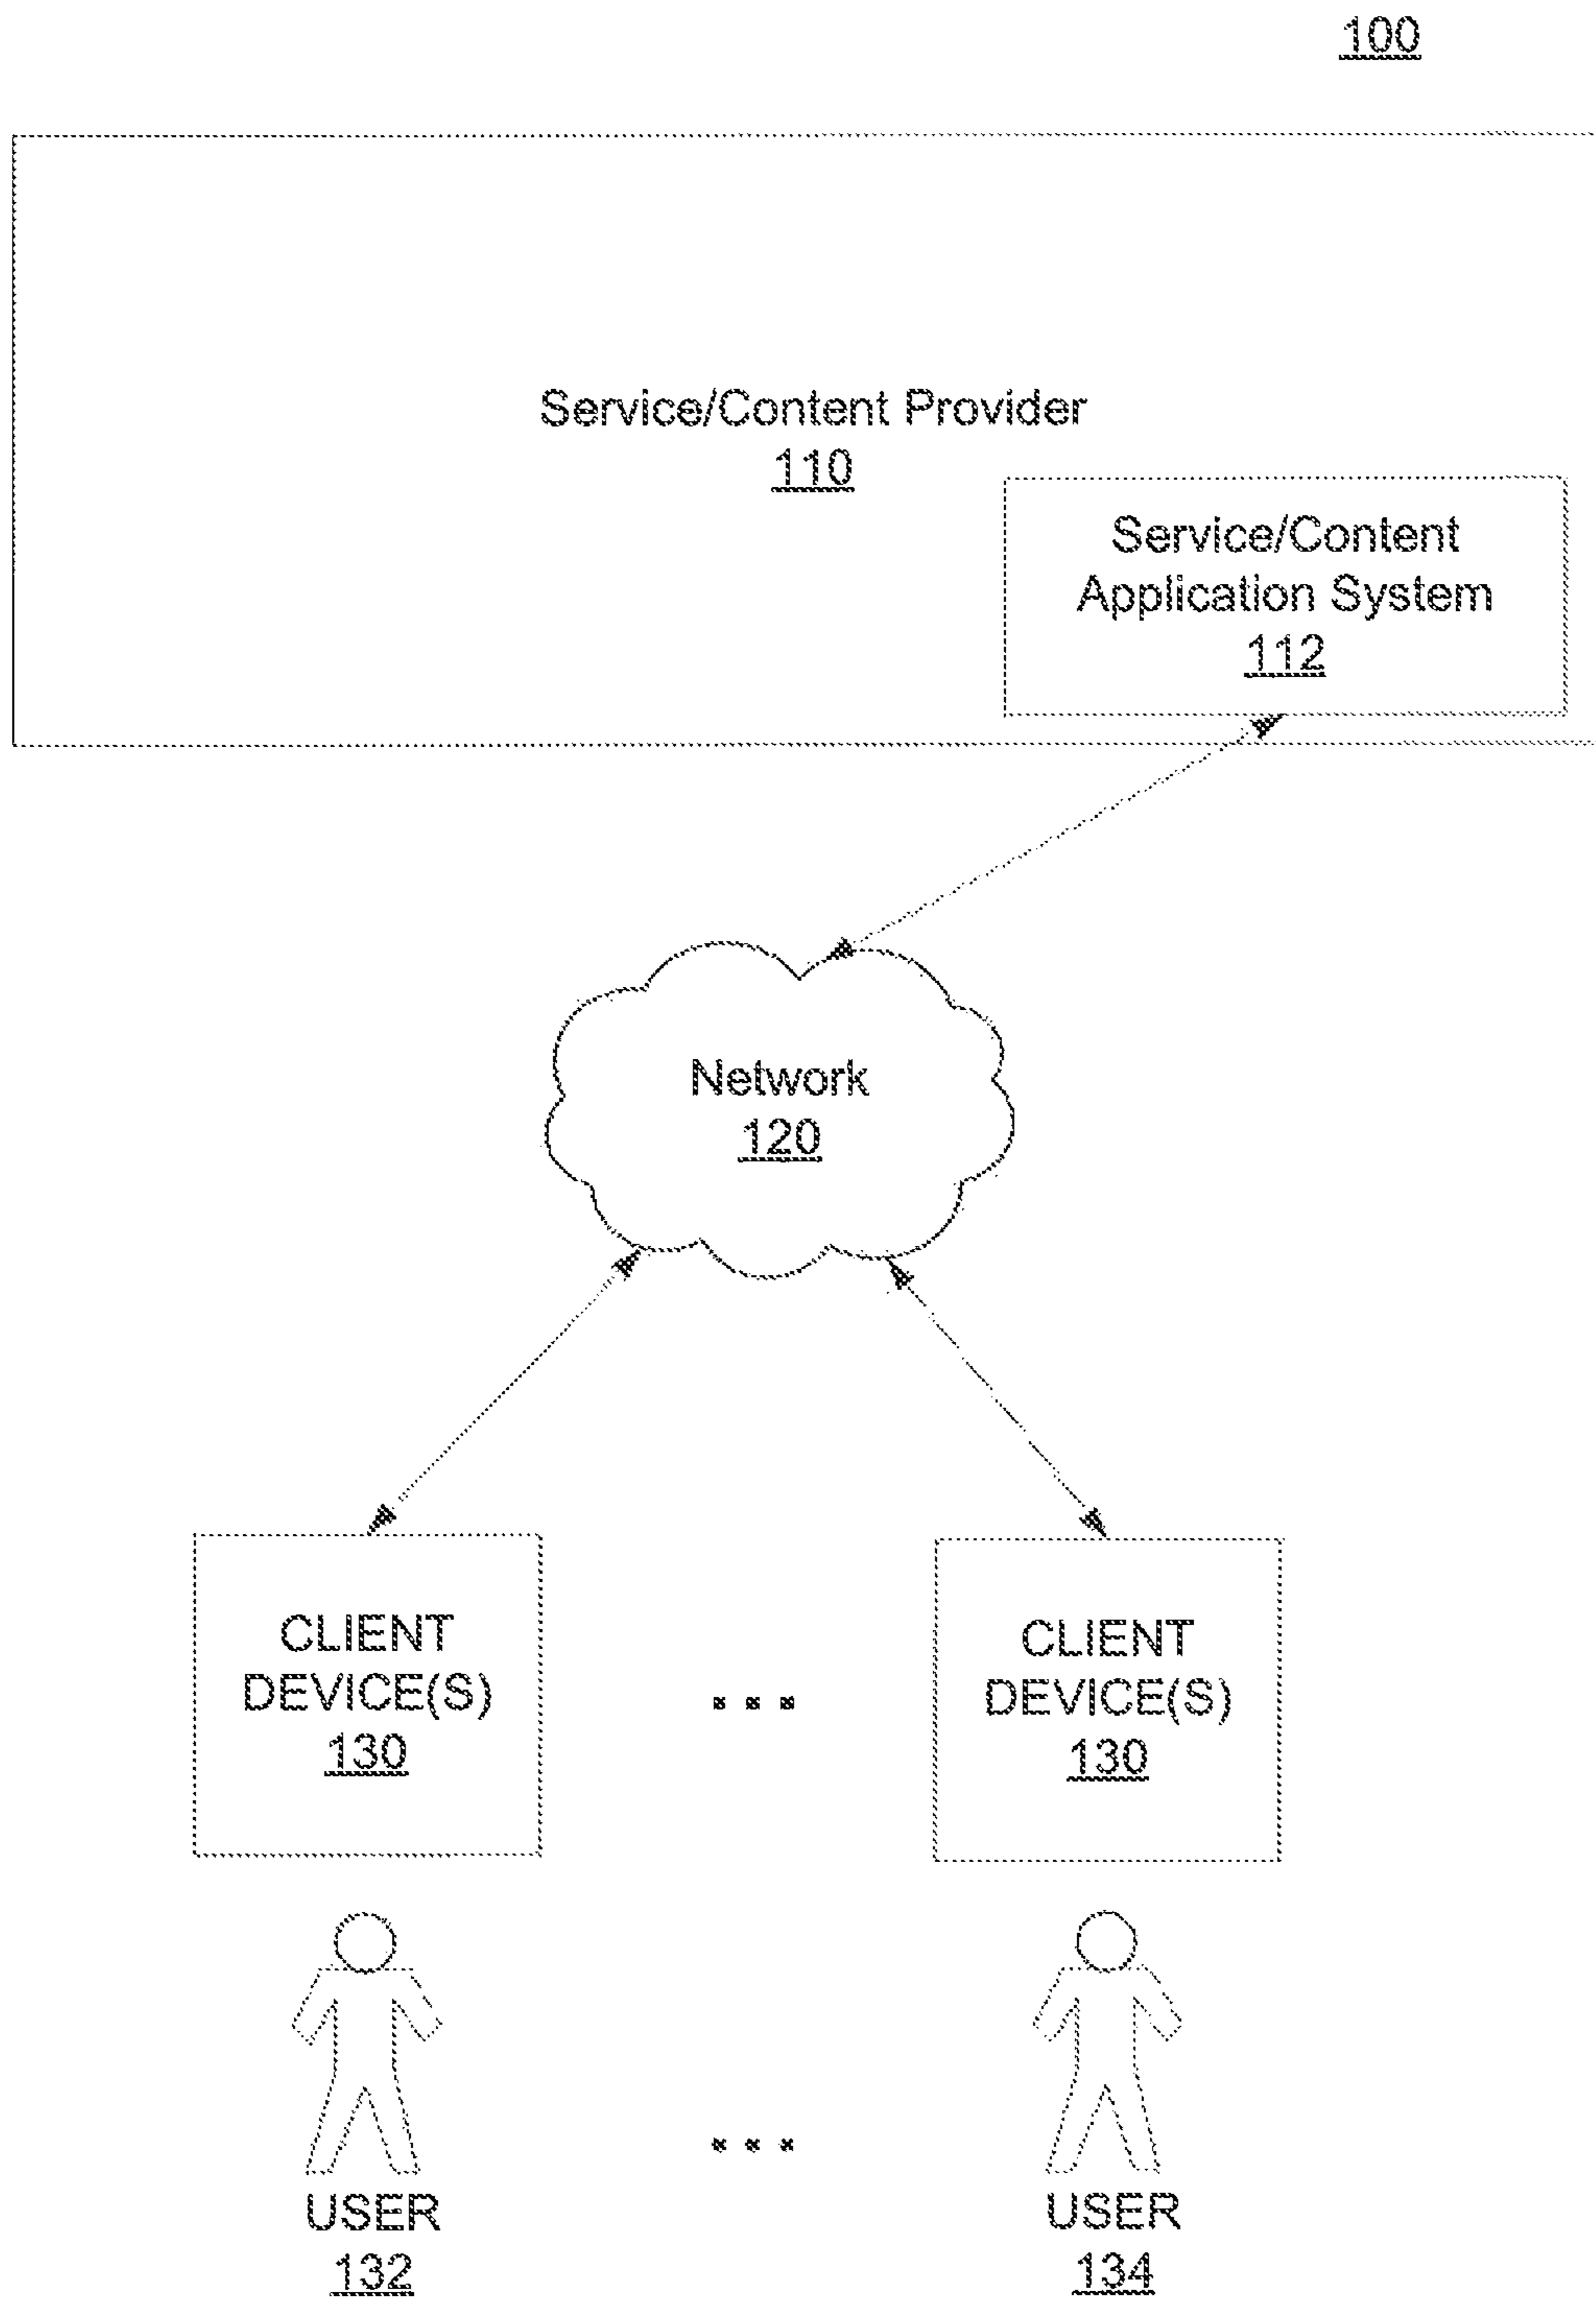 100
Service/Content Provider
110
Service/Content
Application System
112
Network
120
CLIENT
DEVICE(S)
130
...
CLIENT
DEVICE(S)
130
...
USER
132
USER
134